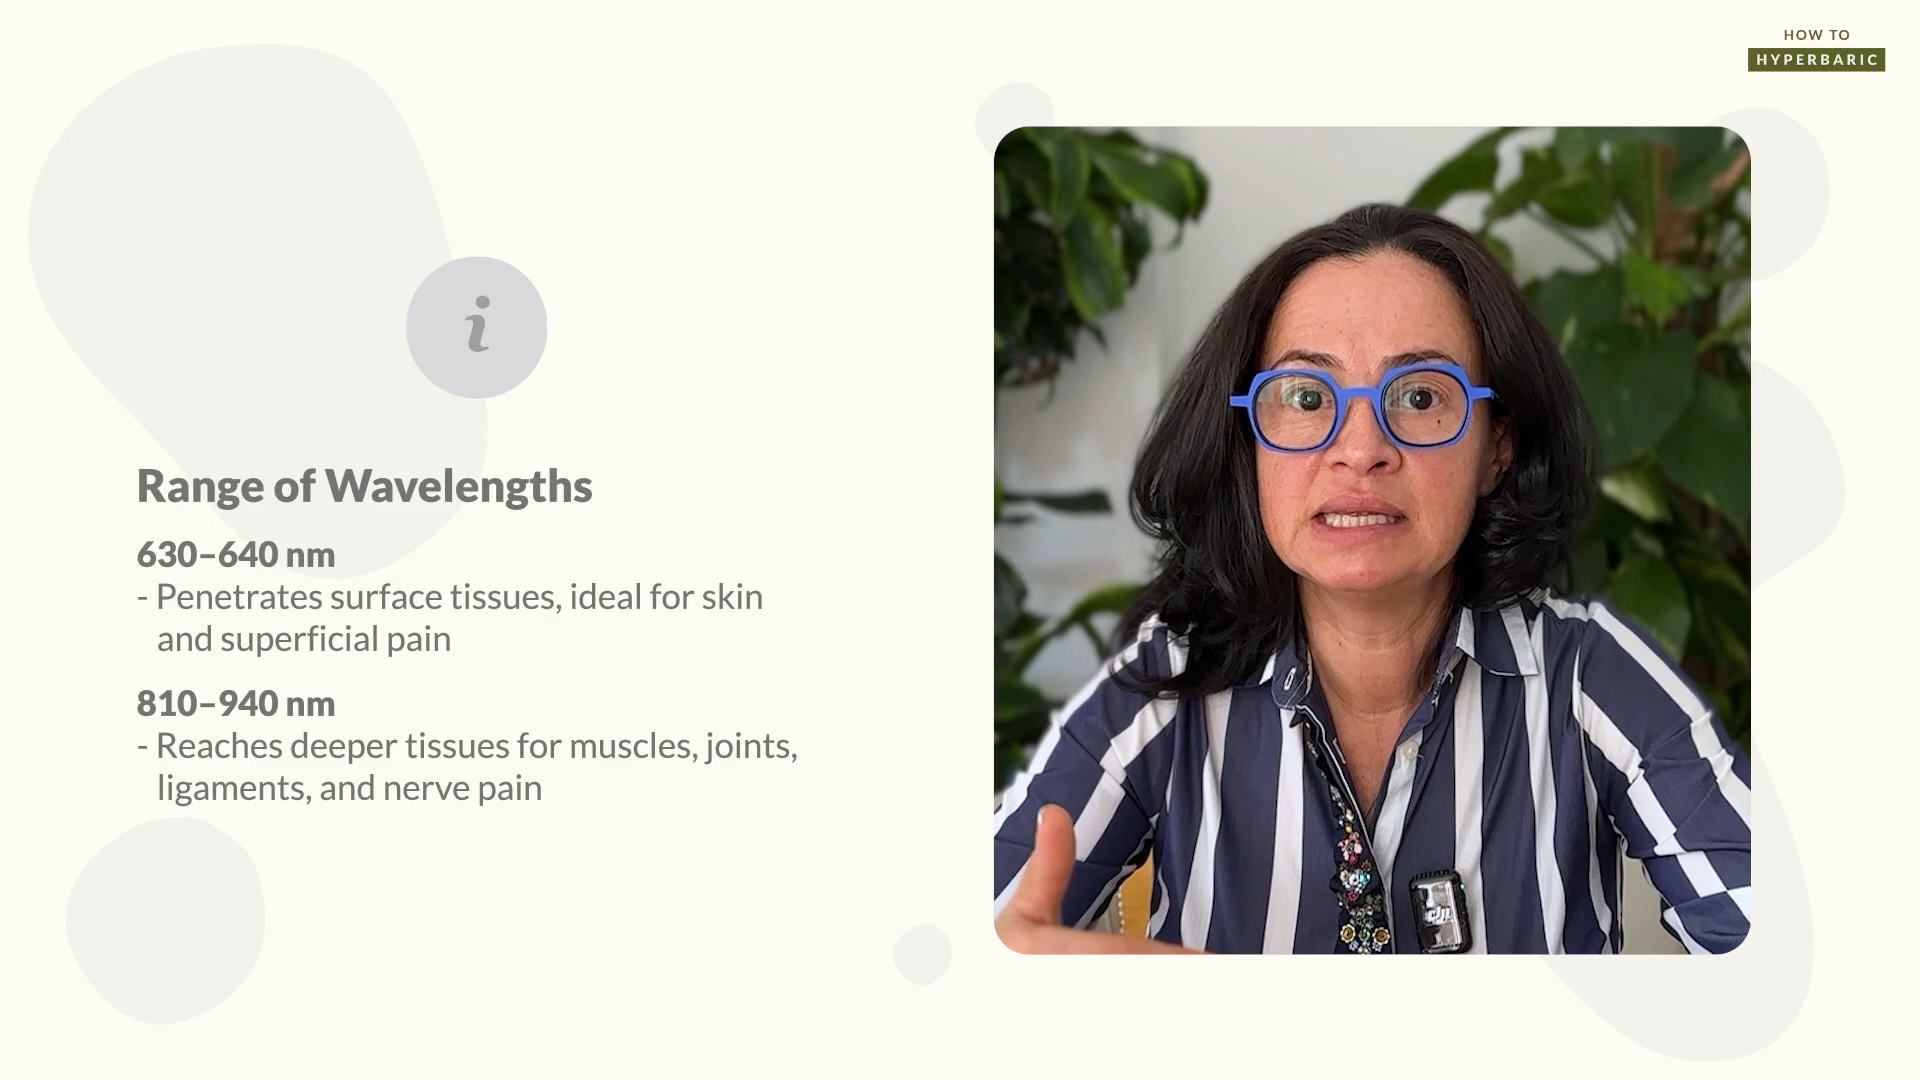 HOW TO
HYPERBARIC
i
Range of Wavelengths
630–640 nm
- Penetrates surface tissues, ideal for skin
and superficial pain
810–940 nm
- Reaches deeper tissues for muscles, joints,
ligaments, and nerve pain
dji